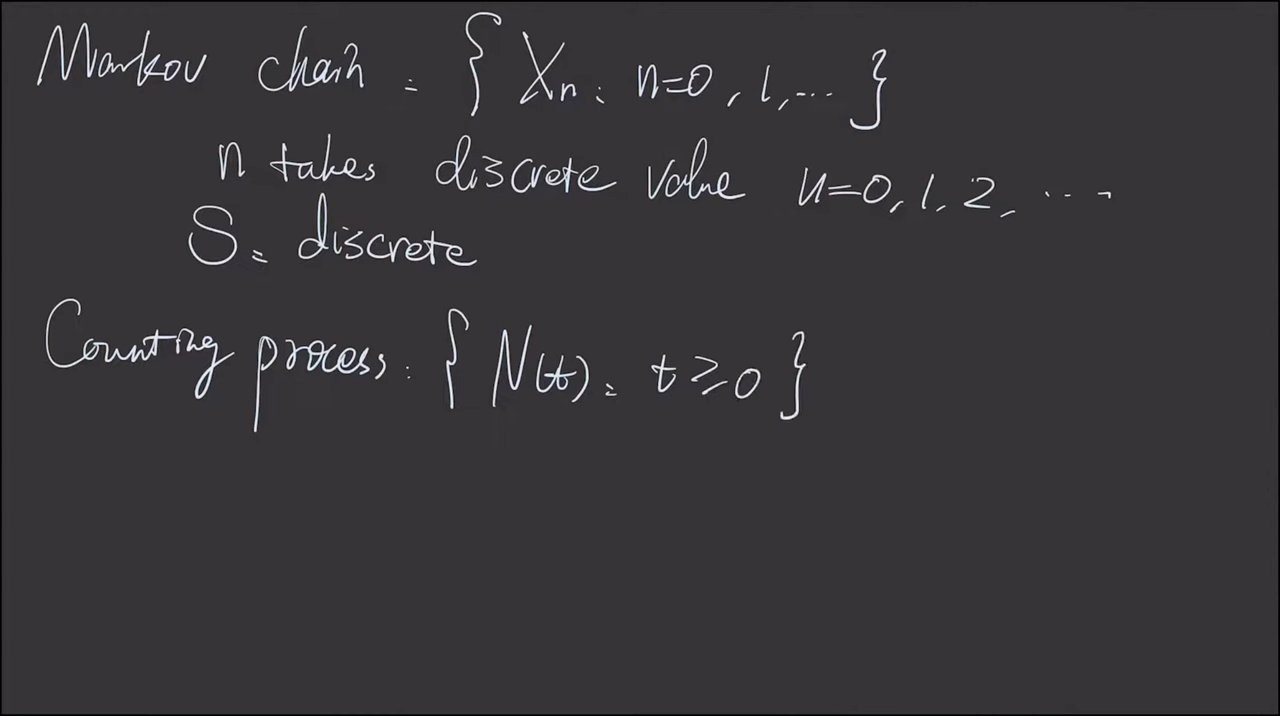 Markov chain : { Xn : n=0, 1, ... }
n takes discrete value n=0, 1, 2, ...
S : discrete
Counting process : { N(t) : t ≥ 0 }